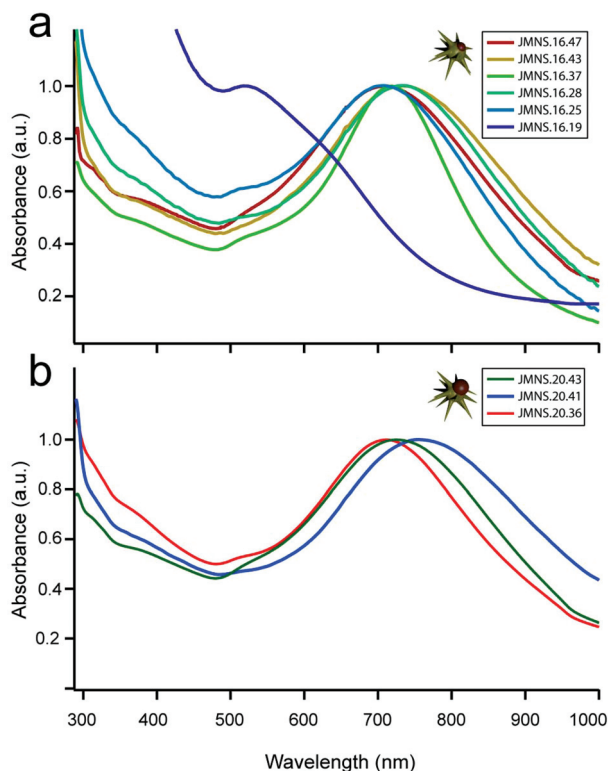 a
JMNS.16.47
JMNS.16.43
JMNS.16.37
JMNS.16.28
JMNS.16.25
JMNS.16.19
1.0
0.8
0.6
0.4
0.2
Absorbance (a.u.)
300 400 500 600 700 800 900 1000
b
JMNS.20.43
JMNS.20.41
JMNS.20.36
1.0
0.8
0.6
0.4
0.2
Absorbance (a.u.)
300 400 500 600 700 800 900 1000
Wavelength (nm)